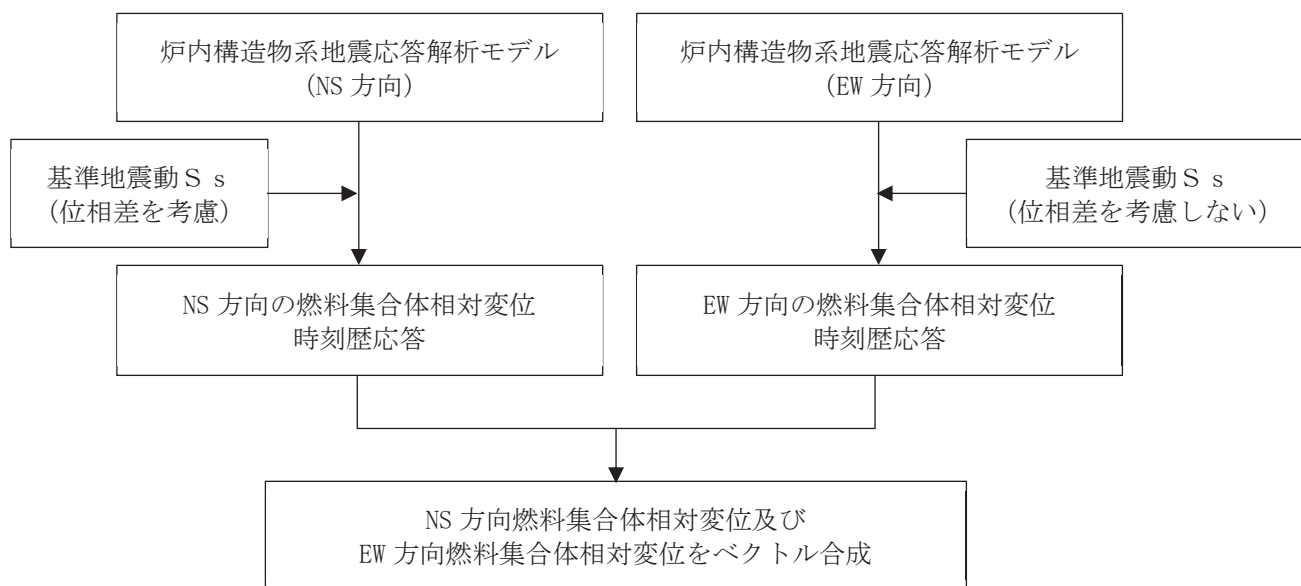 炉内構造物系地震応答解析モデル
（NS 方向）
炉内構造物系地震応答解析モデル
（EW 方向）
基準地震動Ｓｓ
（位相差を考慮）
基準地震動Ｓｓ
（位相差を考慮しない）
NS 方向の燃料集合体相対変位
時刻歴応答
EW 方向の燃料集合体相対変位
時刻歴応答
NS 方向燃料集合体相対変位及び
EW 方向燃料集合体相対変位をベクトル合成